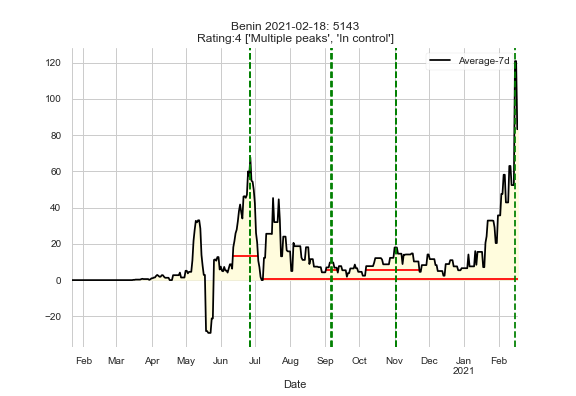 Benin 2021-02-18: 5143
Rating:4 ['Multiple peaks', 'In control']
Average-7d
120
100
80
60
40
20
0
−20
Feb Mar Apr May Jun Jul Aug Sep Oct Nov Dec Jan Feb
2021
Date